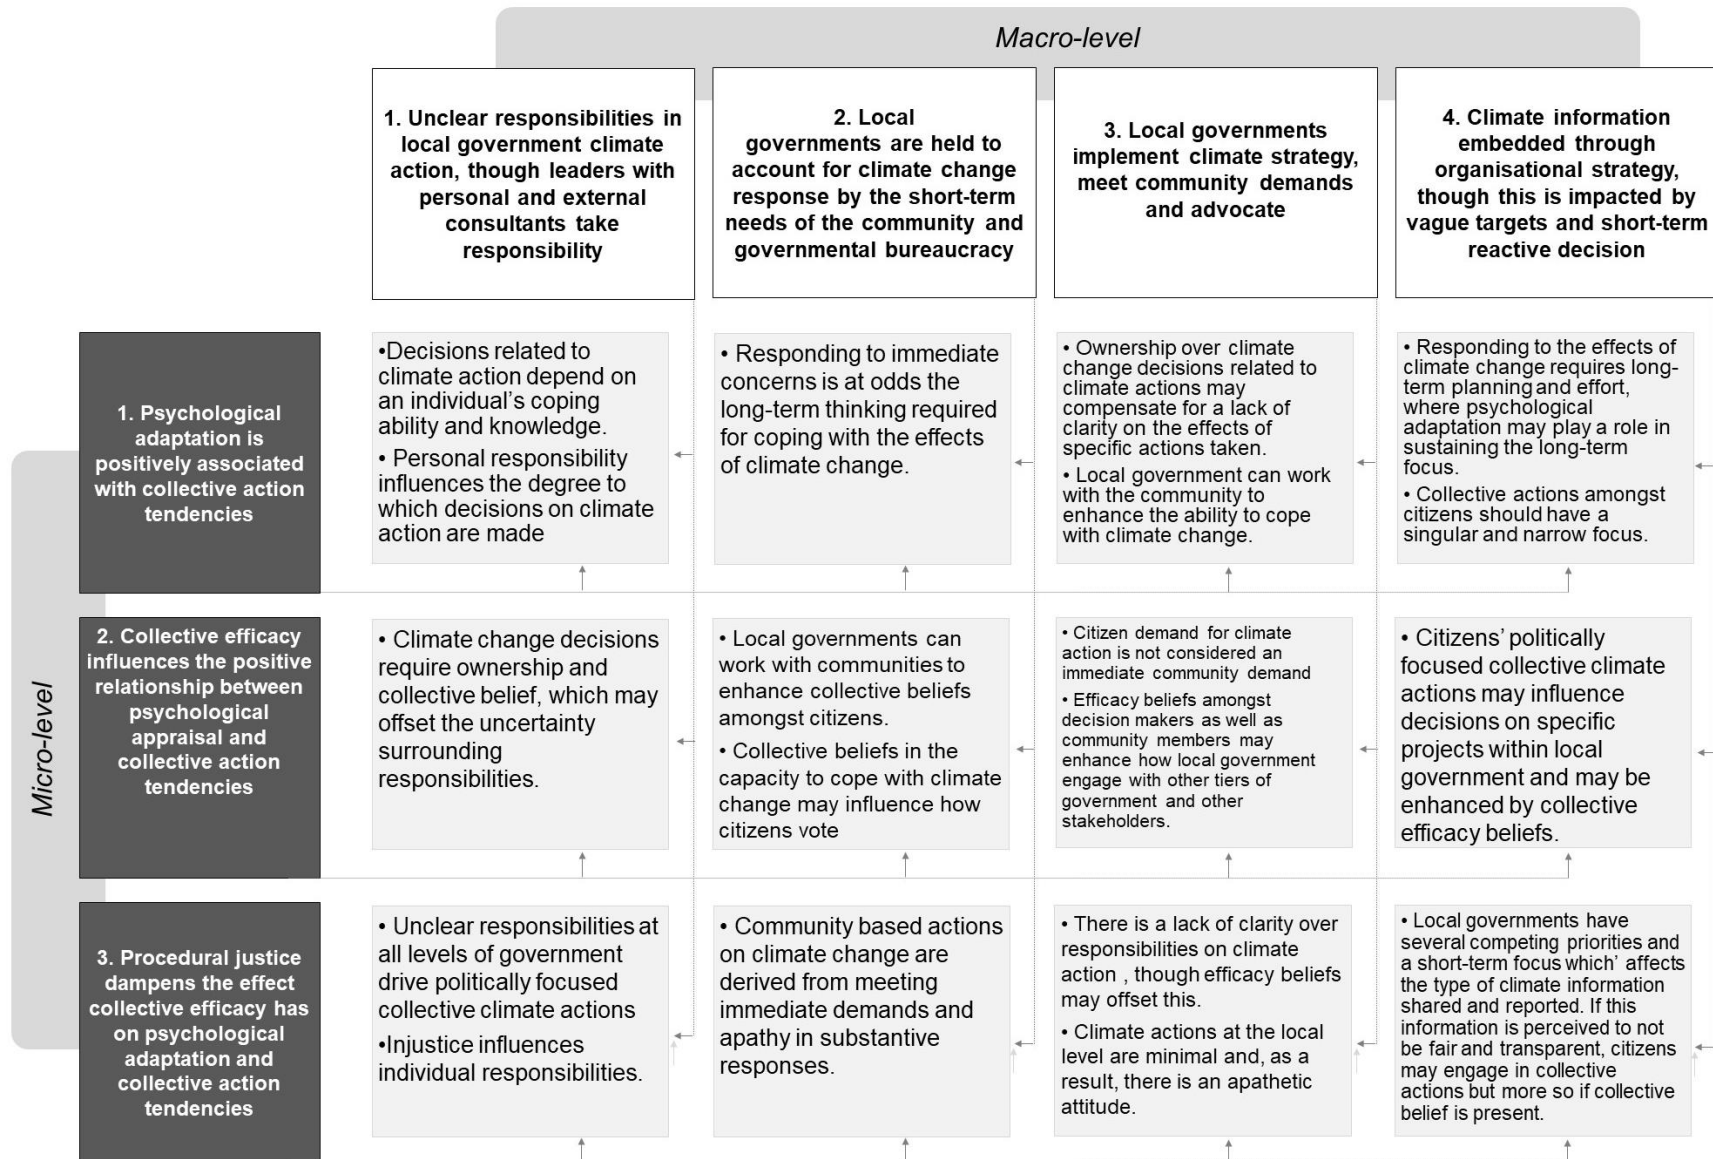 Macro-level
1. Unclear responsibilities in
local government climate
action, though leaders with
personal and external
consultants take
responsibility
2. Local
governments are held to
account for climate change
response by the short-term
needs of the community and
governmental bureaucracy
3. Local governments
implement climate strategy,
meet community demands
and advocate
4. Climate information
embedded through
organisational strategy,
though this is impacted by
vague targets and short-term
reactive decision
Micro-level
1. Psychological
adaptation is
positively associated
with collective action
tendencies
•Decisions related to
climate action depend on
an individual’s coping
ability and knowledge.
• Personal responsibility
influences the degree to
which decisions on climate
action are made
• Responding to immediate
concerns is at odds the
long-term thinking required
for coping with the effects
of climate change.
• Ownership over climate
change decisions related to
climate actions may
compensate for a lack of
clarity on the effects of
specific actions taken.
• Local government can work
with the community to
enhance the ability to cope
with climate change.
• Responding to the effects of
climate change requires long-
term planning and effort,
where psychological
adaptation may play a role in
sustaining the long-term
focus.
• Collective actions amongst
citizens should have a
singular and narrow focus.
2. Collective efficacy
influences the positive
relationship between
psychological
appraisal and
collective action
tendencies
• Climate change decisions
require ownership and
collective belief, which may
offset the uncertainty
surrounding
responsibilities.
• Local governments can
work with communities to
enhance collective beliefs
amongst citizens.
• Collective beliefs in the
capacity to cope with climate
change may influence how
citizens vote
• Citizen demand for climate
action is not considered an
immediate community demand
• Efficacy beliefs amongst
decision makers as well as
community members may
enhance how local government
engage with other tiers of
government and other
stakeholders.
• Citizens’ politically
focused collective climate
actions may influence
decisions on specific
projects within local
government and may be
enhanced by collective
efficacy beliefs.
3. Procedural justice
dampens the effect
collective efficacy has
on psychological
adaptation and
collective action
tendencies
• Unclear responsibilities at
all levels of government
drive politically focused
collective climate actions
•Injustice influences
individual responsibilities.
• Community based actions
on climate change are
derived from meeting
immediate demands and
apathy in substantive
responses.
• There is a lack of clarity over
responsibilities on climate
action , though efficacy beliefs
may offset this.
• Climate actions at the local
level are minimal and, as a
result, there is an apathetic
attitude.
• Local governments have
several competing priorities and
a short-term focus which’ affects
the type of climate information
shared and reported. If this
information is perceived to not
be fair and transparent, citizens
may engage in collective
actions but more so if collective
belief is present.